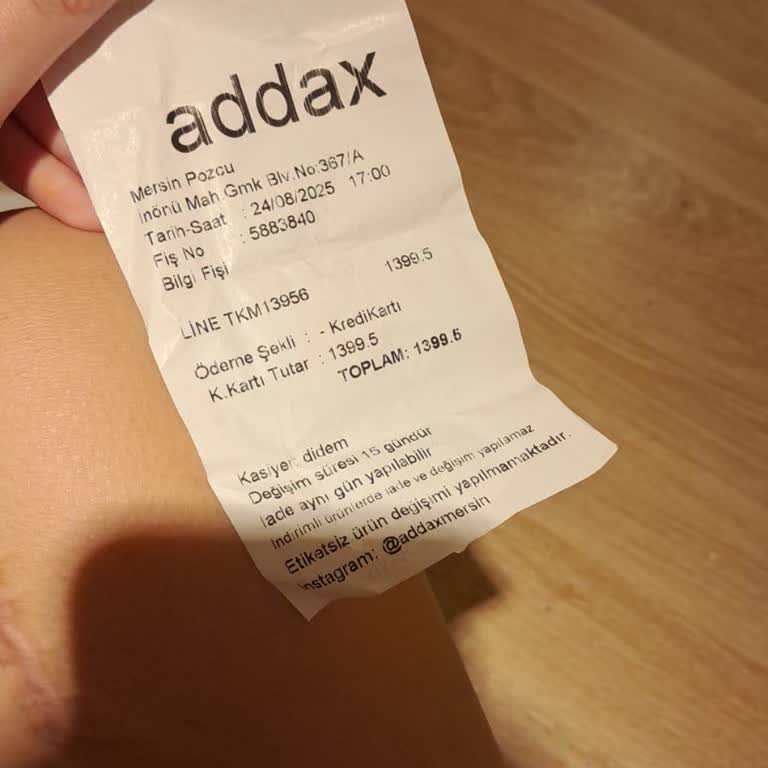 addax
Mersin Pozcu
İnönü Mah.Gmk Blv.No:367/A
Tarih-Saat : 24/08/2025 17:00
Fiş No : 5883840
Bilgi Fişi
LİNE TKM13956 1399.5
Ödeme Şekli : - KrediKartı
K.Kartı Tutar : 1399.5
TOPLAM: 1399.5
Kasiyer: didem
Değişim süresi 15 gündür
İade aynı gün yapılabilir
İndirimli ürünlerde iade ve değişim yapılamaz
Etiketsiz ürün değişimi yapılmamaktadır.
instagram: @addaxmersin